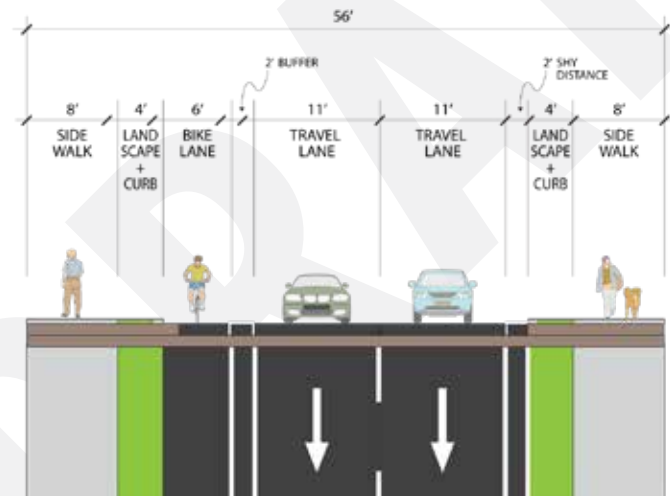 56'
2' BUFFER
2' SHY
DISTANCE
8'
4'
6'
11'
11'
4'
8'
SIDE
WALK
LAND
SCAPE
+
CURB
BIKE
LANE
TRAVEL
LANE
TRAVEL
LANE
LAND
SCAPE
+
CURB
SIDE
WALK